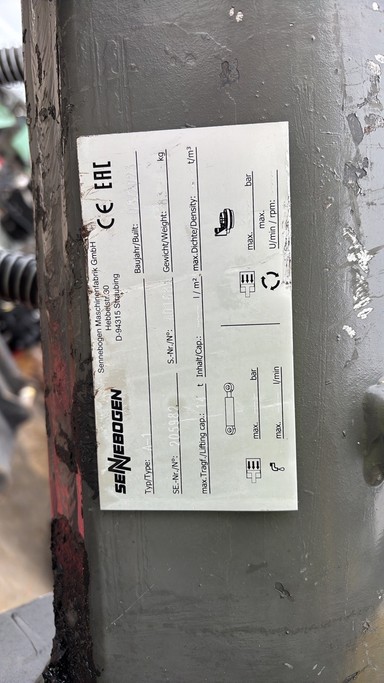 SENNEBOGEN
Sennebogen Maschinenfabrik GmbH
Hebbelstr.30
D-94315 Straubing
CE EAC
Typ/Type: Baujahr/Built:
SE.-Nr./N°: S.-Nr./N°: Gewicht/Weight: kg
max.Tragf./Lifting cap.: t Inhalt/Cap.: l / m³ max.Dichte/Density: t/m³
max. bar max. bar
max. l/min max. U/min / rpm: